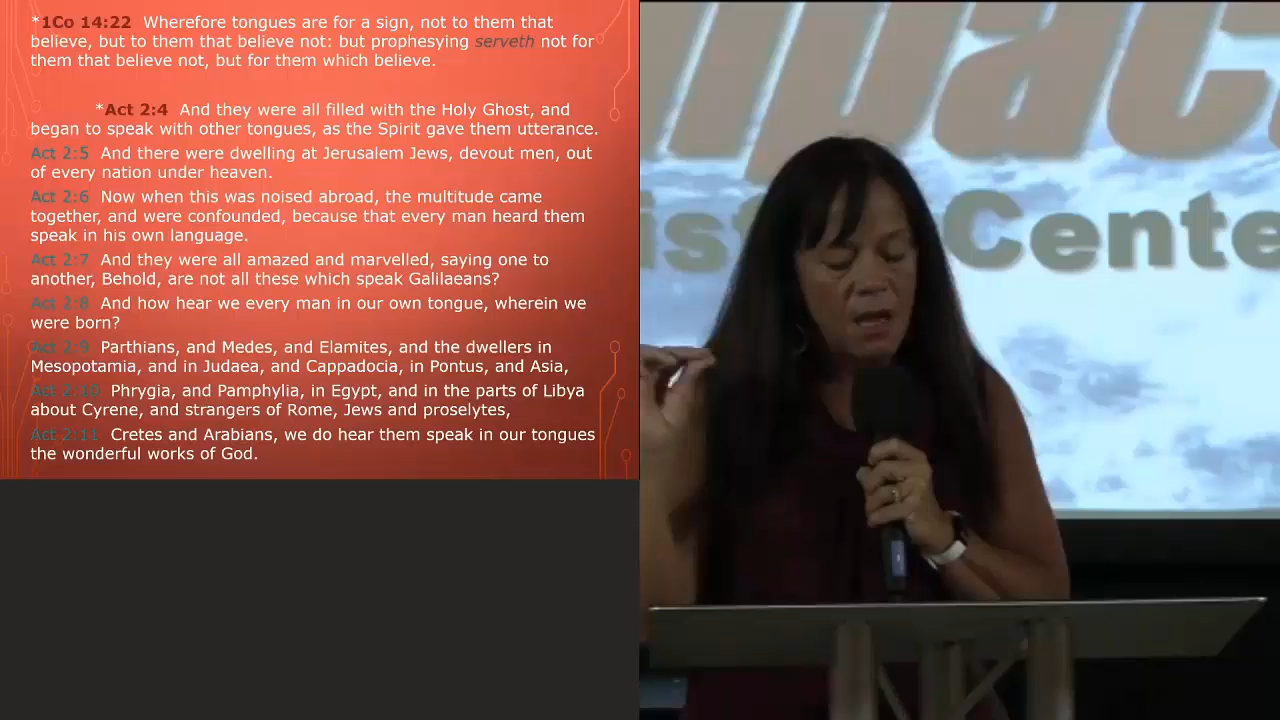 *1Co 14:22 Wherefore tongues are for a sign, not to them that
believe, but to them that believe not: but prophesying serveth not for
them that believe not, but for them which believe.
*Act 2:4 And they were all filled with the Holy Ghost, and
began to speak with other tongues, as the Spirit gave them utterance.
Act 2:5 And there were dwelling at Jerusalem Jews, devout men, out
of every nation under heaven.
Act 2:6 Now when this was noised abroad, the multitude came
together, and were confounded, because that every man heard them
speak in his own language.
Act 2:7 And they were all amazed and marvelled, saying one to
another, Behold, are not all these which speak Galilaeans?
Act 2:8 And how hear we every man in our own tongue, wherein we
were born?
Act 2:9 Parthians, and Medes, and Elamites, and the dwellers in
Mesopotamia, and in Judaea, and Cappadocia, in Pontus, and Asia,
Act 2:10 Phrygia, and Pamphylia, in Egypt, and in the parts of Libya
about Cyrene, and strangers of Rome, Jews and proselytes,
Act 2:11 Cretes and Arabians, we do hear them speak in our tongues
the wonderful works of God.